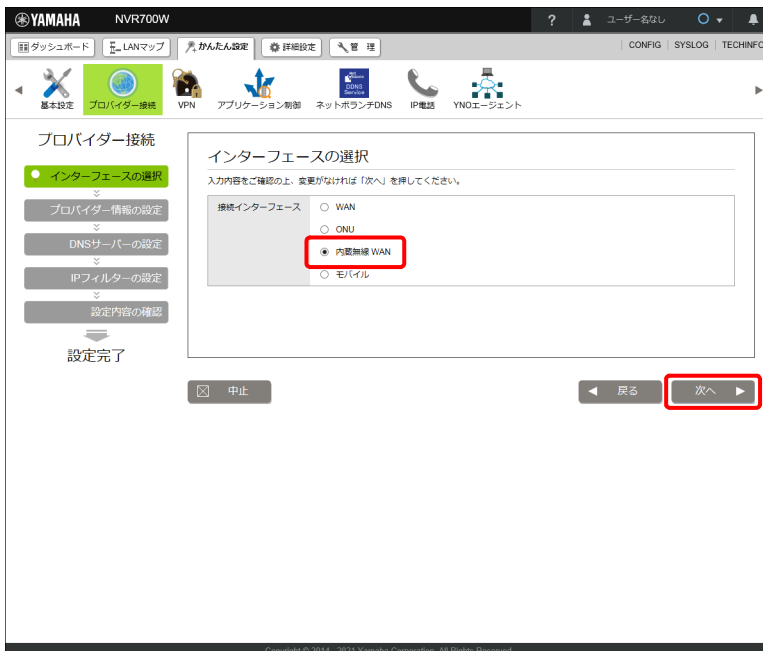 YAMAHA NVR700W ? ユーザー名なし
ダッシュボード LANマップ かんたん設定 詳細設定 管 理 CONFIG SYSLOG TECHINFO
基本設定 プロバイダー接続 VPN アプリケーション制御 ネットボランチDNS IP電話 YNOエージェント
DDNS
Service
プロバイダー接続
インターフェースの選択
プロバイダー情報の設定
DNSサーバーの設定
IPフィルターの設定
設定内容の確認
設定完了
インターフェースの選択
入力内容をご確認の上、変更がなければ「次へ」を押してください。
接続インターフェース WAN
ONU
内蔵無線 WAN
モバイル
中止 戻る 次へ
Copyright © 2014 - 2021 Yamaha Corporation. All Rights Reserved.